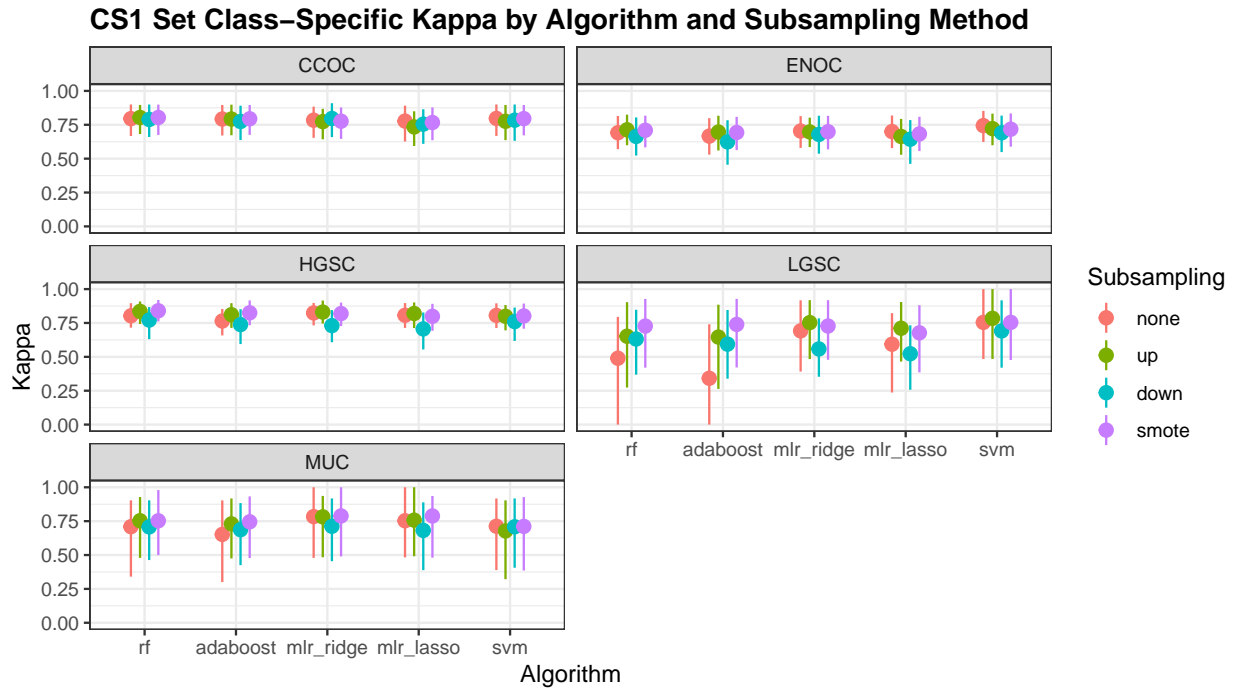 CS1 Set Class−Specific Kappa by Algorithm and Subsampling Method
CCOC
ENOC
1.00
0.75
0.50
0.25
0.00
HGSC
LGSC
1.00
0.75
0.50
0.25
0.00
rf adaboost mlr_ridge mlr_lasso svm
MUC
1.00
0.75
0.50
0.25
0.00
rf adaboost mlr_ridge mlr_lasso svm
Kappa
Algorithm
Subsampling
none
up
down
smote